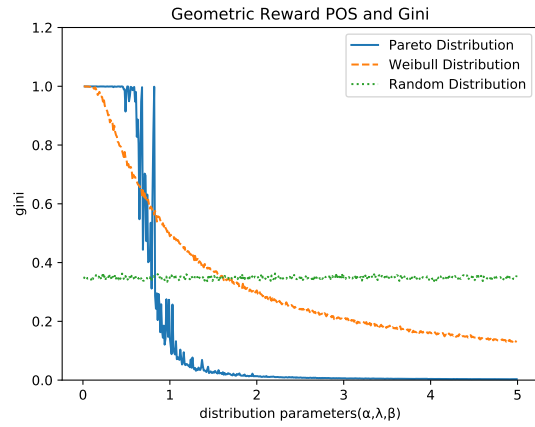 Geometric Reward POS and Gini
Pareto Distribution
Weibull Distribution
Random Distribution
gini
1.2
1.0
0.8
0.6
0.4
0.2
0.0
0 1 2 3 4 5
distribution parameters(α,λ,β)